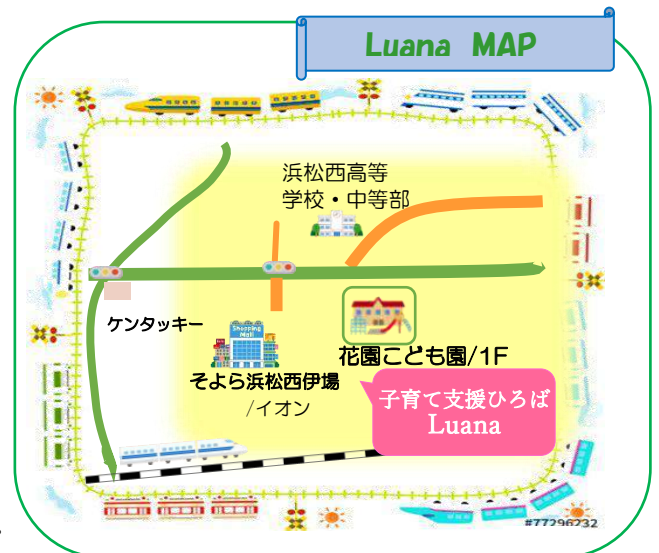 Luana MAP
浜松西高等
学校・中等部
ケンタッキー
Shopping
Mall
花園こども園/1F
そよら浜松西伊場
/イオン
子育て支援ひろば
Luana
#77296232